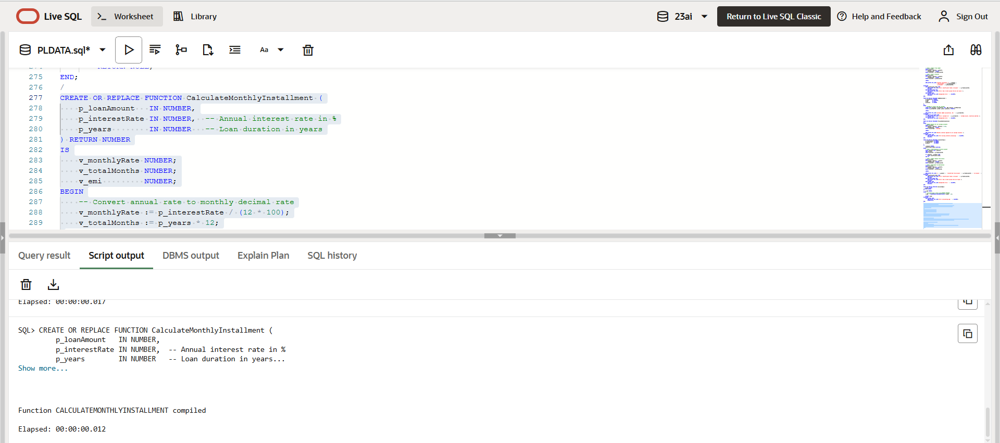 Live SQL
Worksheet
Library
23ai
Return to Live SQL Classic
Help and Feedback
Sign Out
PLDATA.sql*
Aa
274 RETURN NULL;
275 END;
276 /
277 CREATE OR REPLACE FUNCTION CalculateMonthlyInstallment (
278 p_loanAmount IN NUMBER,
279 p_interestRate IN NUMBER, -- Annual interest rate in %
280 p_years IN NUMBER -- Loan duration in years
281 ) RETURN NUMBER
282 IS
283 v_monthlyRate NUMBER;
284 v_totalMonths NUMBER;
285 v_emi NUMBER;
286 BEGIN
287 -- Convert annual rate to monthly decimal rate
288 v_monthlyRate := p_interestRate / (12 * 100);
289 v_totalMonths := p_years * 12;
Query result
Script output
DBMS output
Explain Plan
SQL history
Elapsed: 00:00:00.017
SQL> CREATE OR REPLACE FUNCTION CalculateMonthlyInstallment (
p_loanAmount IN NUMBER,
p_interestRate IN NUMBER, -- Annual interest rate in %
p_years IN NUMBER -- Loan duration in years...
Show more...
Function CALCULATEMONTHLYINSTALLMENT compiled
Elapsed: 00:00:00.012